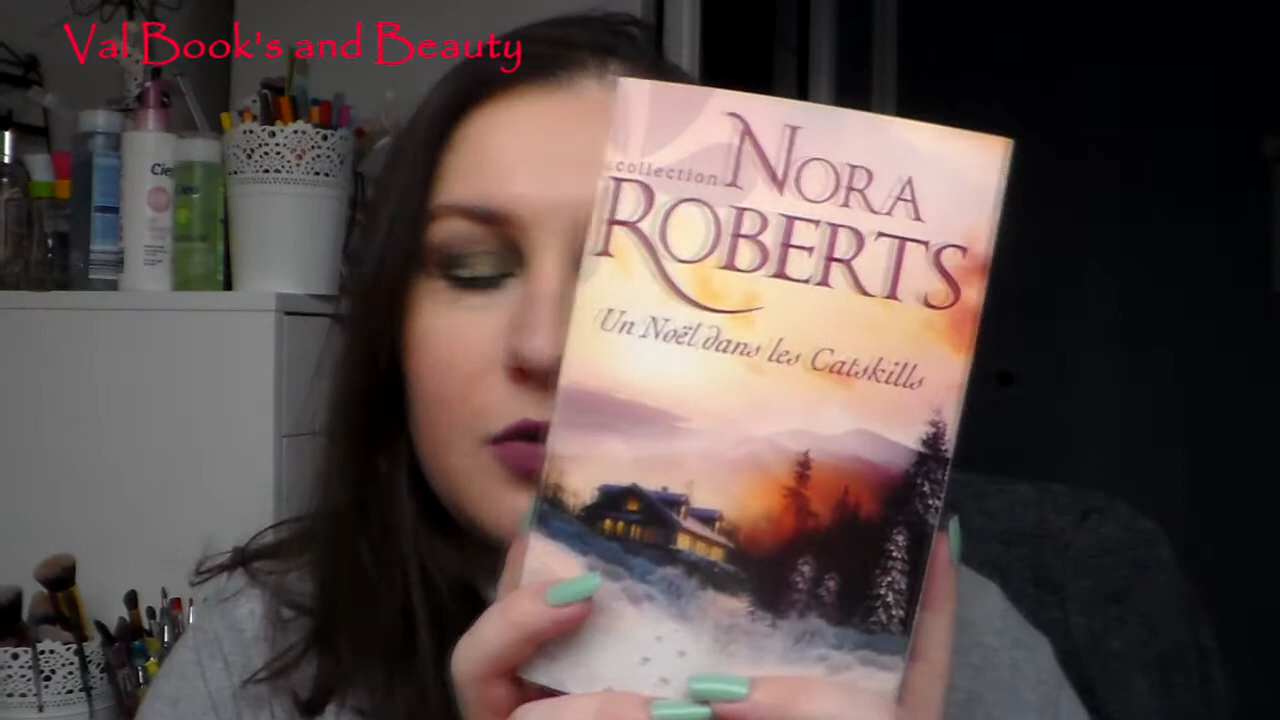 Val Book's and Beauty
collection NORA
ROBERTS
Un Noël dans les Catskills